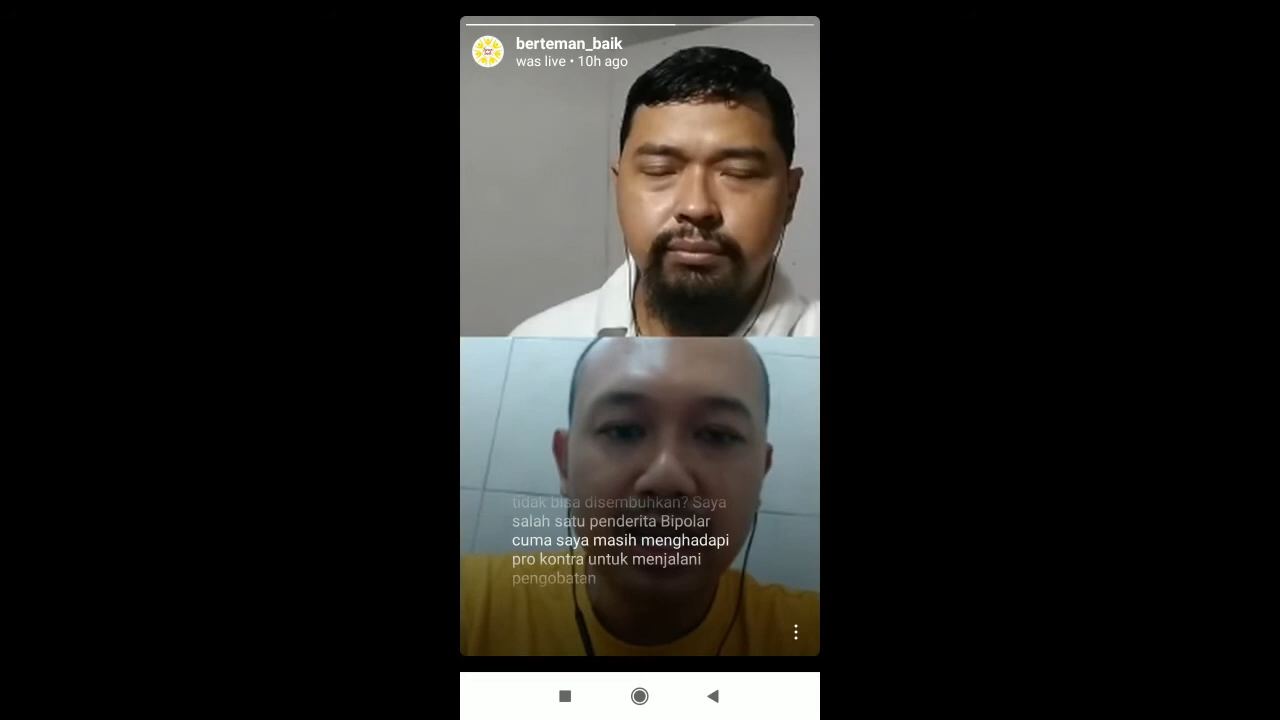 berteman_baik
was live • 10h ago
tidak bisa disembuhkan? Saya
salah satu penderita Bipolar
cuma saya masih menghadapi
pro kontra untuk menjalani
pengobatan